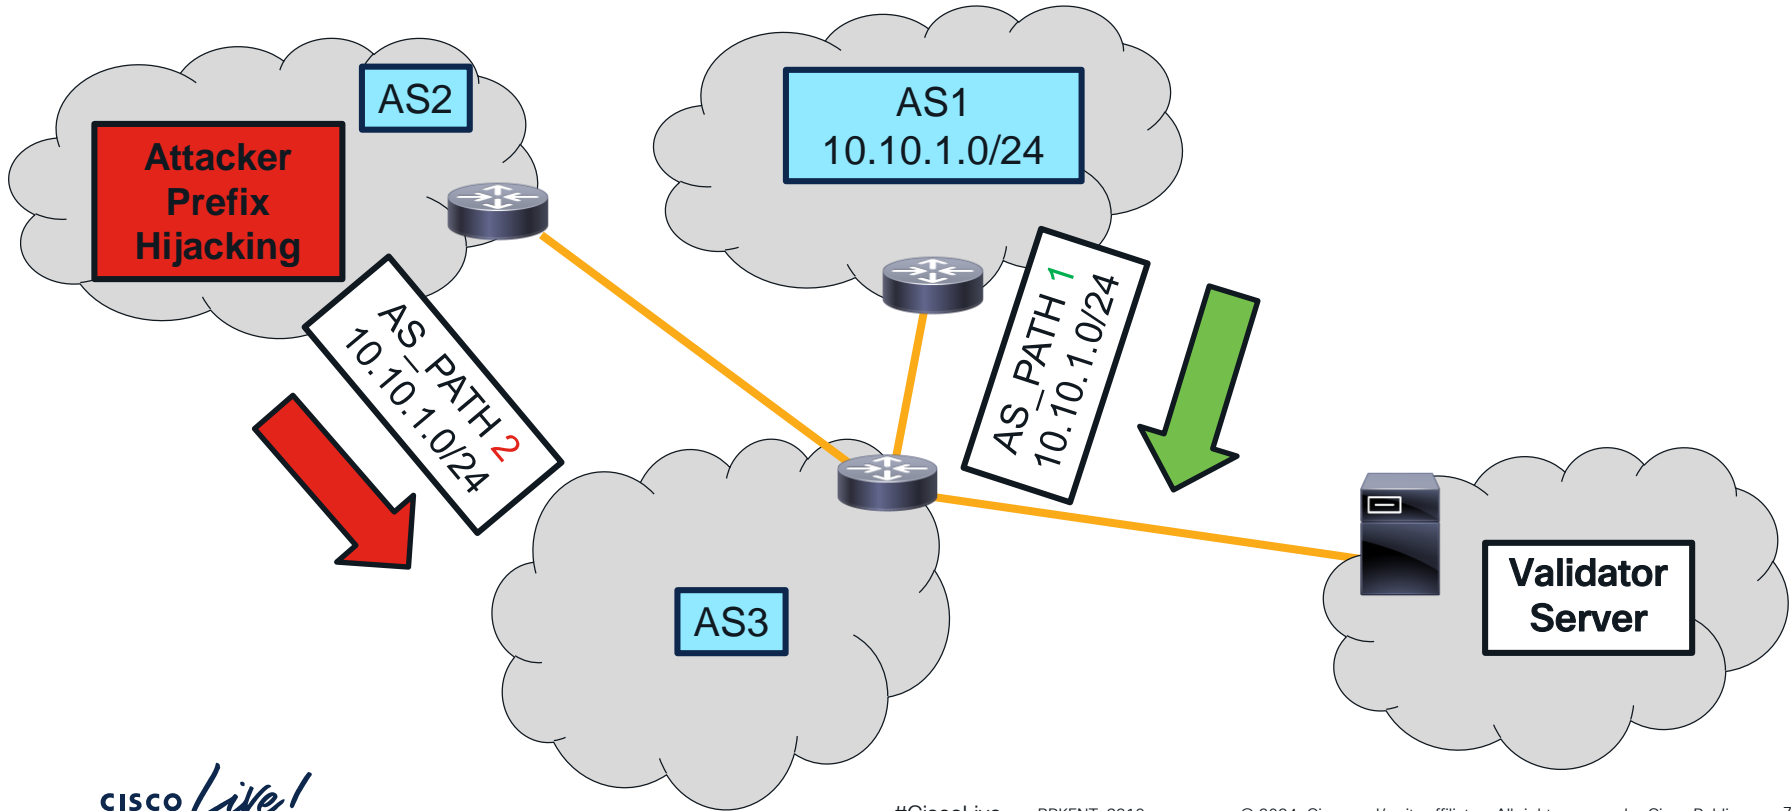 AS2
Attacker
Prefix
Hijacking
AS1
10.10.1.0/24
AS_PATH 2
10.10.1.0/24
AS_PATH 1
10.10.1.0/24
AS3
Validator
Server
CISCO Live!